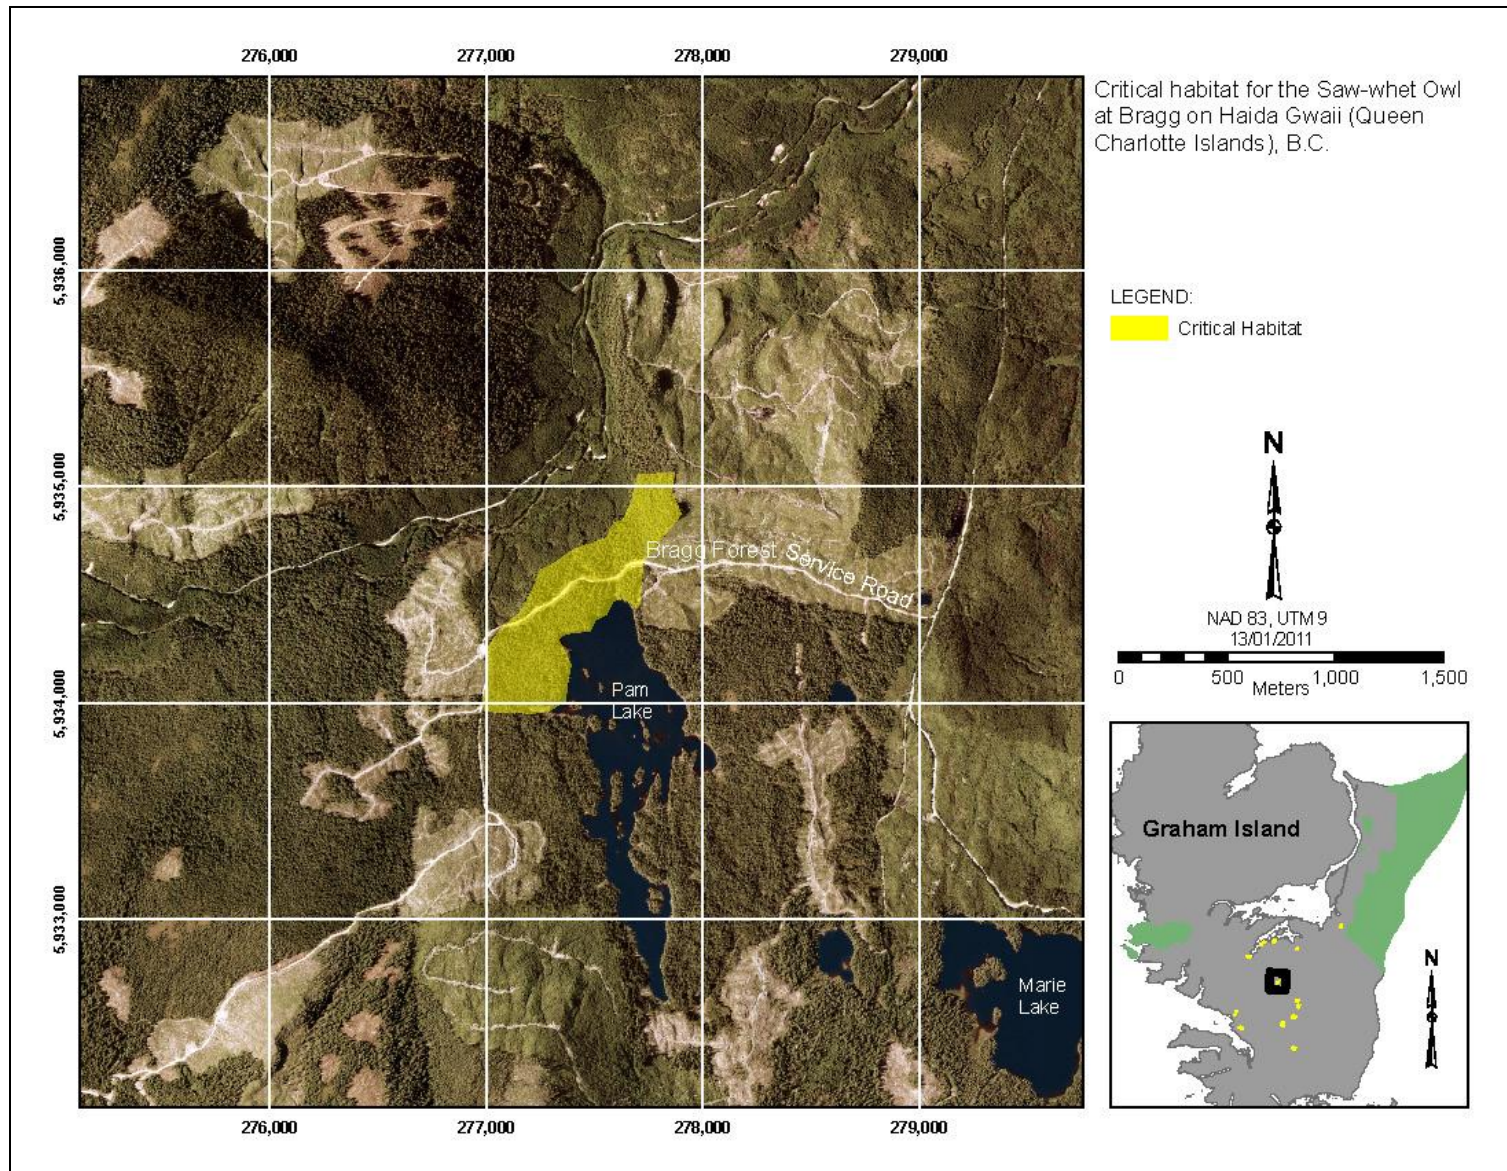 276,000
277,000
278,000
279,000
Critical habitat for the Saw-whet Owl
at Bragg on Haida Gwaii (Queen
Charlotte Islands), B.C.
5,936,000
5,935,000
5,934,000
5,933,000
LEGEND:
Critical Habitat
Bragg Forest Service Road
Pam
Lake
Marie
Lake
N
NAD 83, UTM 9
13/01/2011
0 500 1,000 1,500
Meters
Graham Island
N
276,000
277,000
278,000
279,000